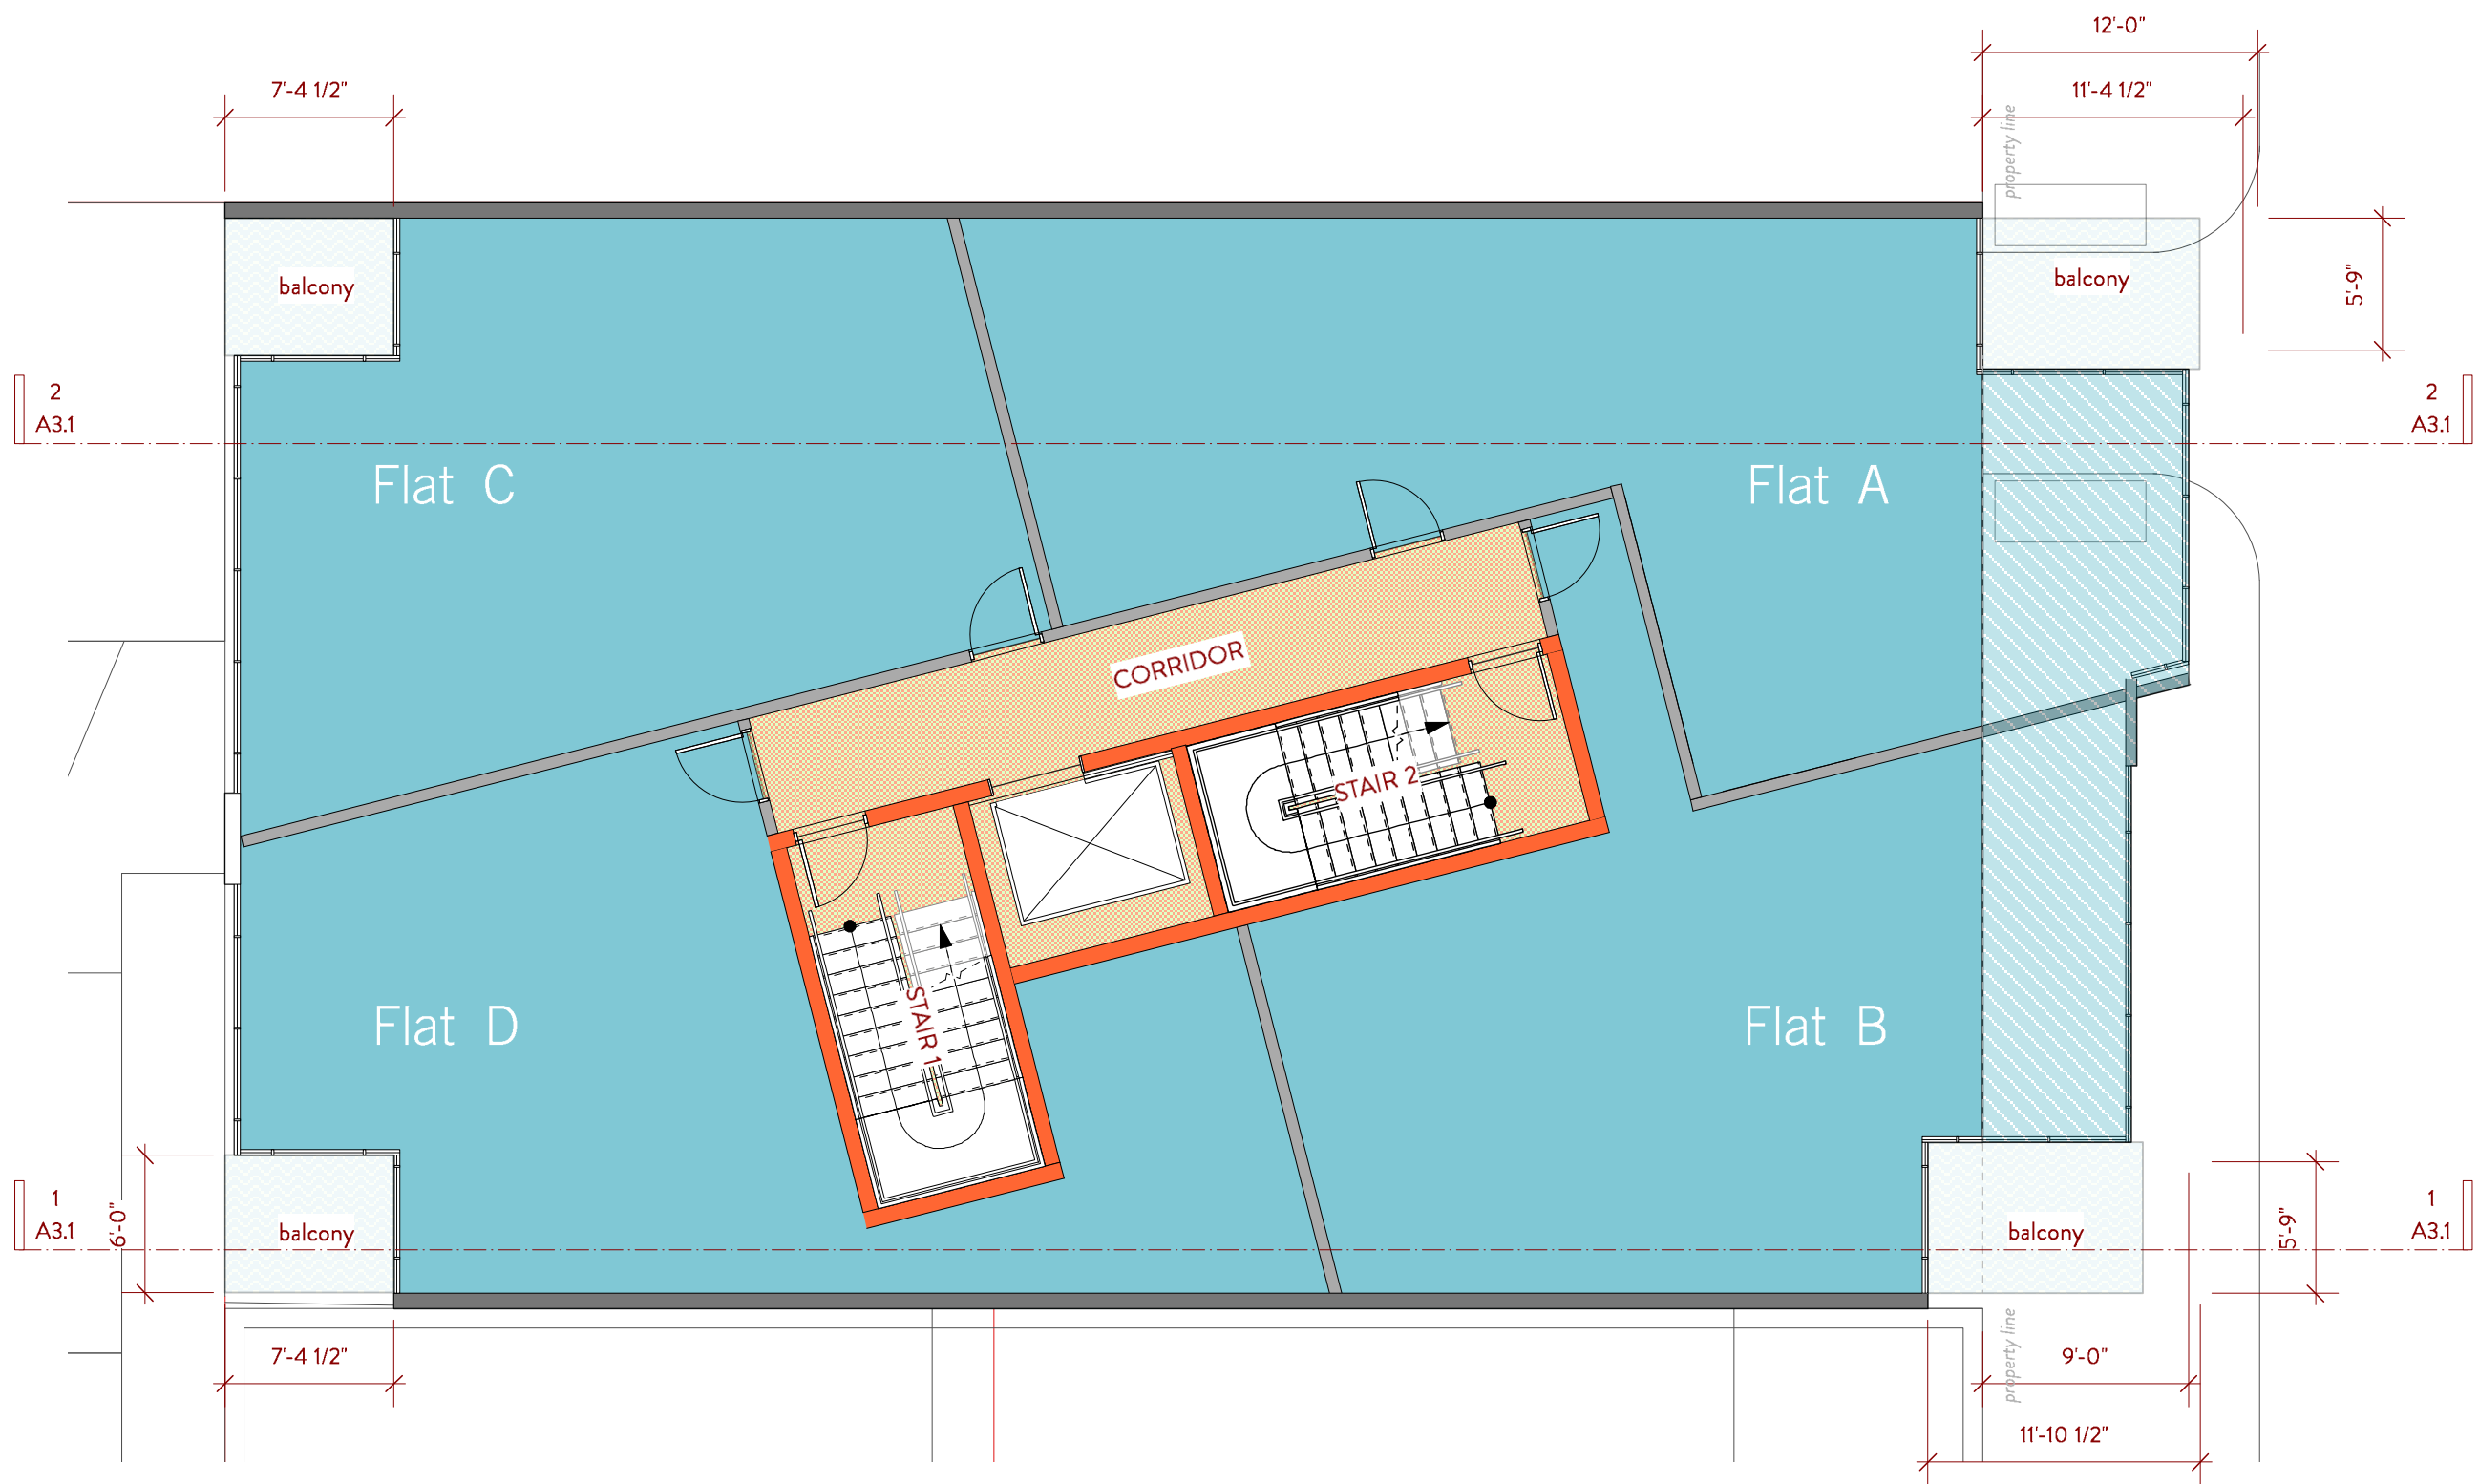 12'-0"
7'-4 1/2"
11'-4 1/2"
property line
balcony
balcony
5'-9"
2
A3.1
2
A3.1
Flat C
Flat A
CORRIDOR
STAIR 2
STAIR 1
Flat D
Flat B
1
A3.1
6'-0"
balcony
balcony
5'-9"
1
A3.1
7'-4 1/2"
property line
9'-0"
11'-10 1/2"